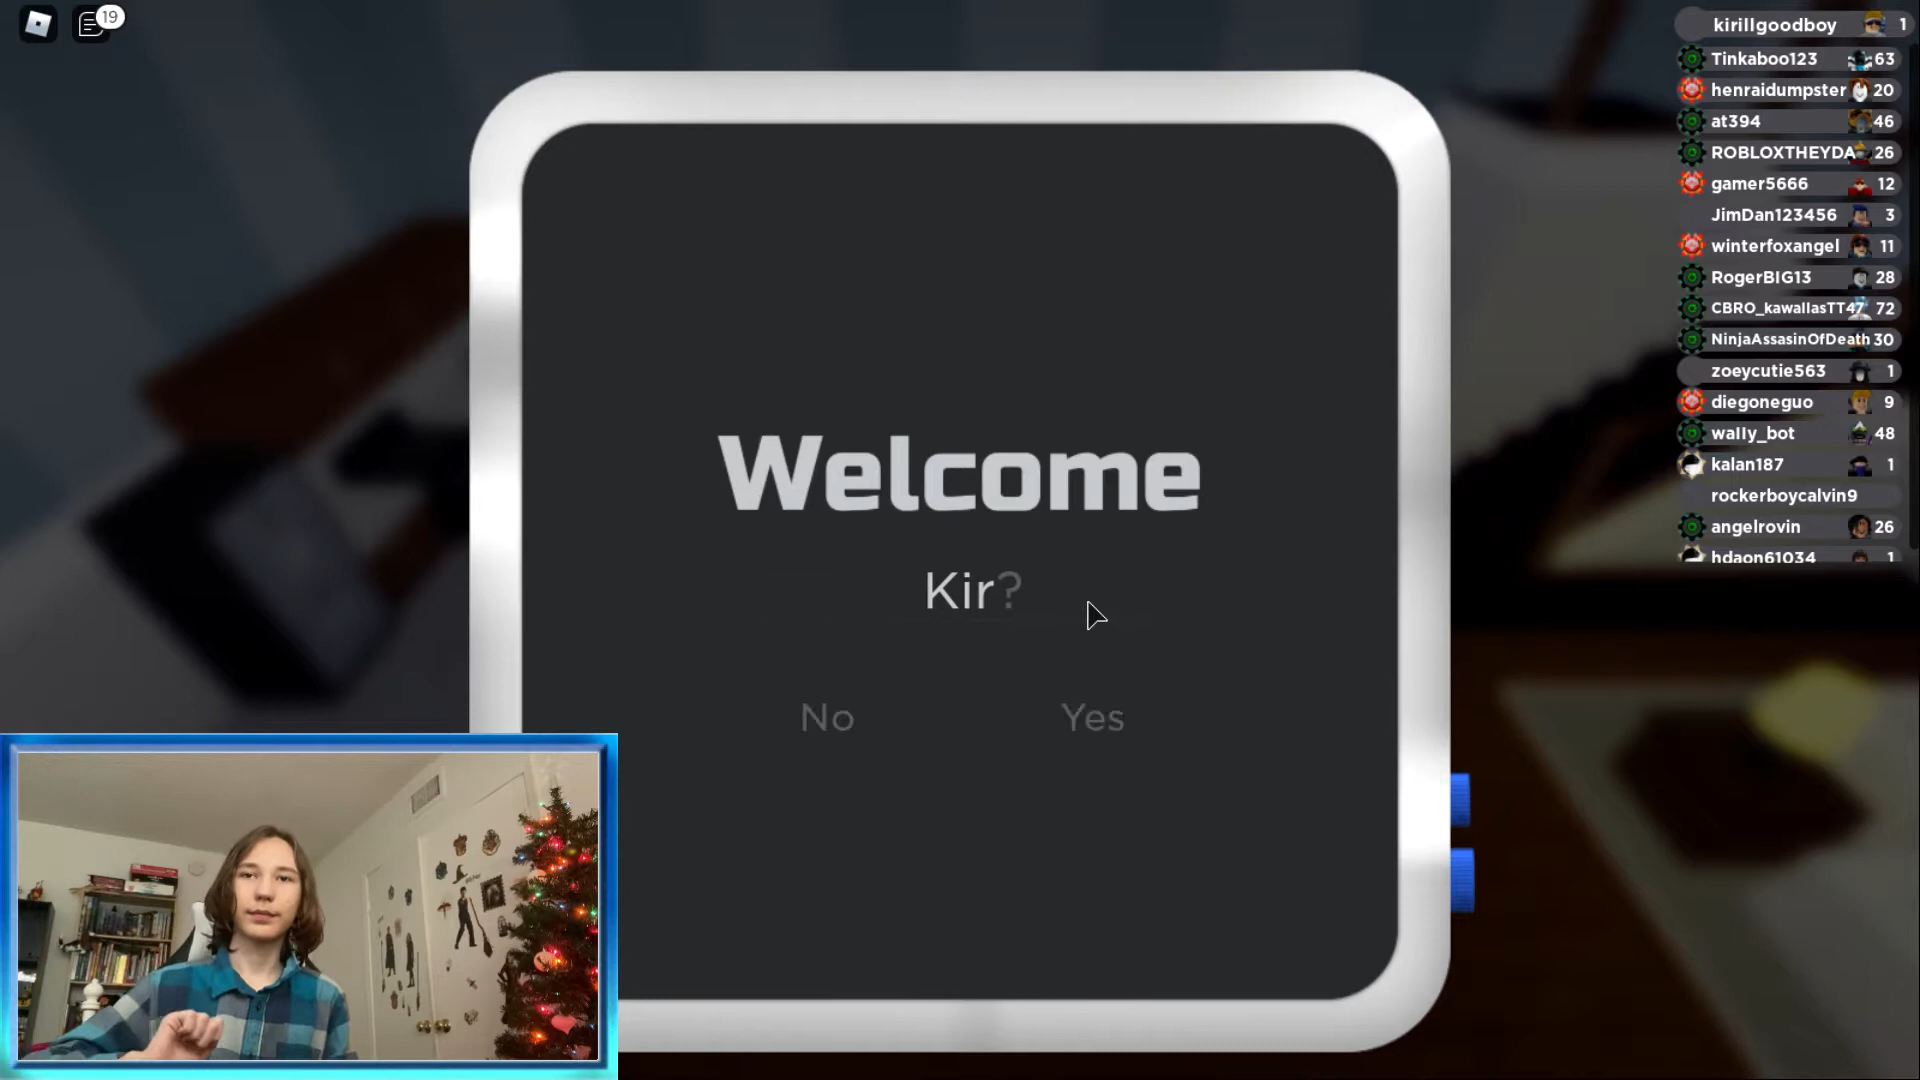 19
kirillgoodboy 1
Tinkaboo123 63
henraidumpster 20
at394 46
ROBLOXTHEYDA 26
gamer5666 12
JimDan123456 3
winterfoxangel 11
RogerBIG13 28
CBRO_kawaIIasTT47 72
NinjaAssasinOfDeath 30
zoeycutie563 1
diegoneguo 9
wally_bot 48
kalan187 1
rockerboycalvin9
angelrovin 26
hdaon61034 1
Welcome
Kir?
No Yes